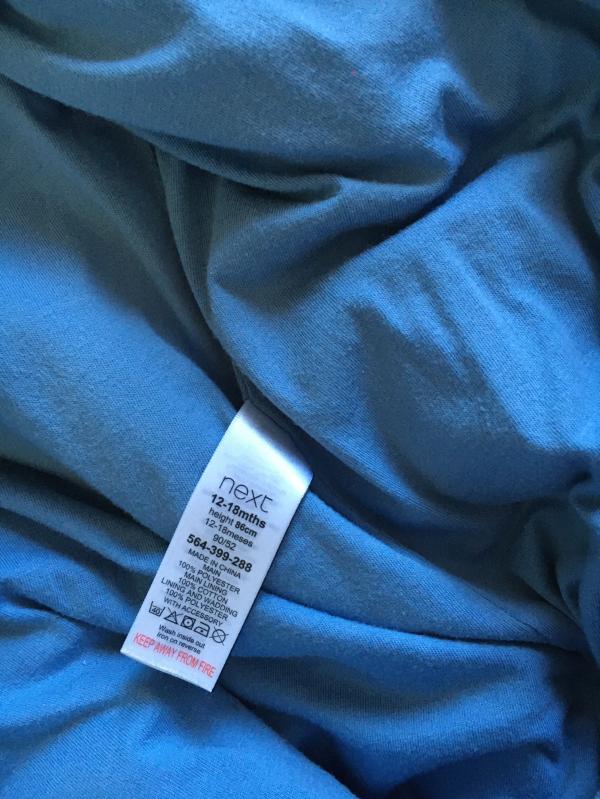 next
12-18mths
height 86cm
12-18meses
90/52
564-399-288
MADE IN CHINA
MAIN
100% POLYESTER
MAIN LINING
100% COTTON
LINING AND WADDING
100% POLYESTER
WITH ACCESSORY
40
Wash inside out
iron on reverse
KEEP AWAY FROM FIRE